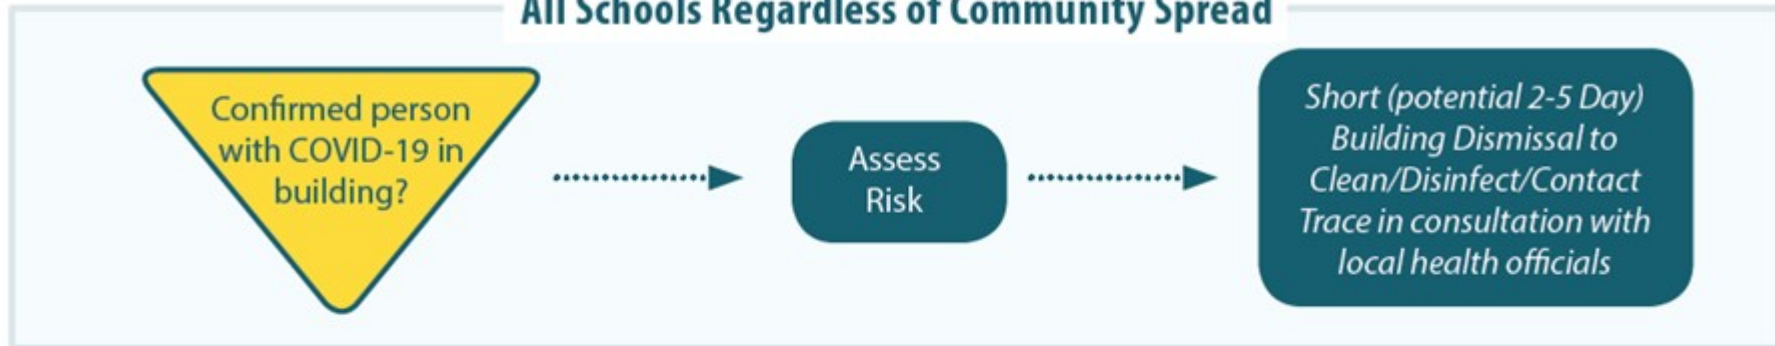 All Schools Regardless of Community Spread
Confirmed person
with COVID-19 in
building?
Assess
Risk
Short (potential 2-5 Day)
Building Dismissal to
Clean/Disinfect/Contact
Trace in consultation with
local health officials